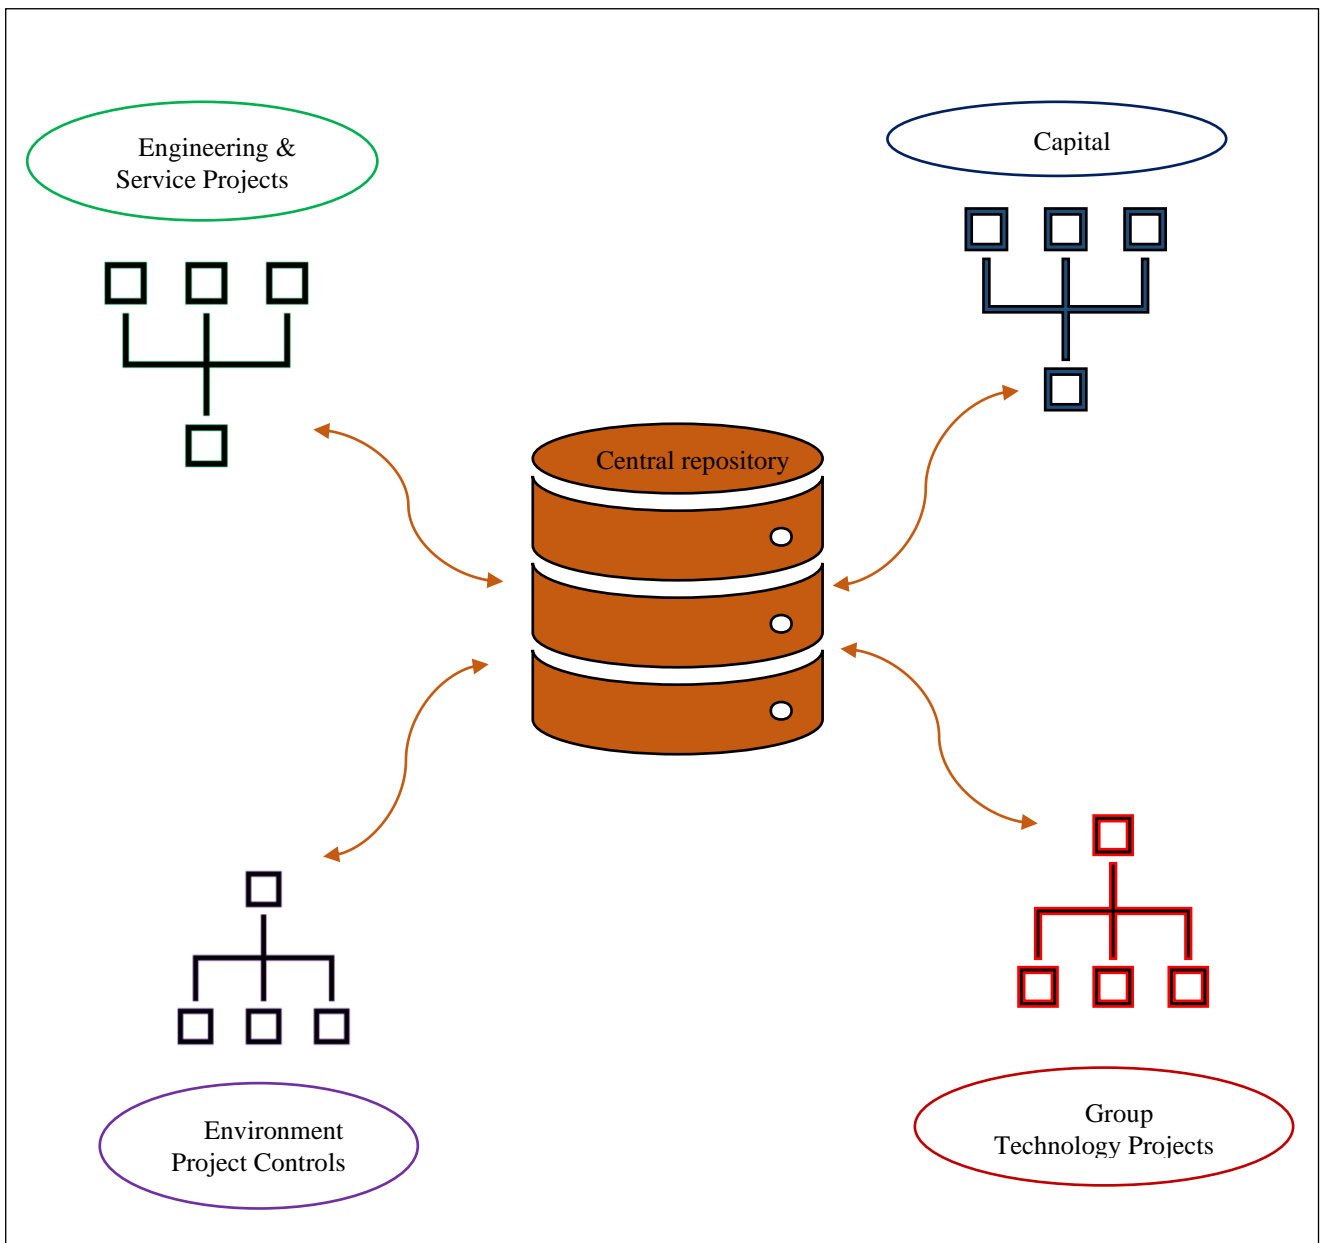 Engineering &
Service Projects
Capital
Central repository
Environment
Project Controls
Group
Technology Projects